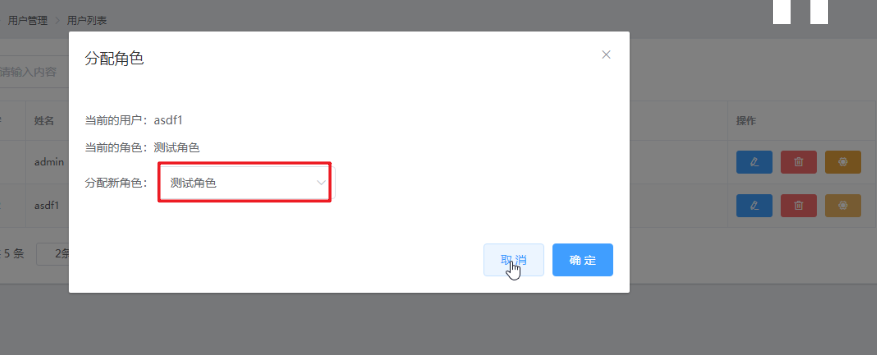 用户管理 > 用户列表
分配角色
请输入内容
当前的用户：asdf1
姓名
操作
当前的角色：测试角色
admin
分配新角色：
测试角色
asdf1
5 条
2条
取消
确定